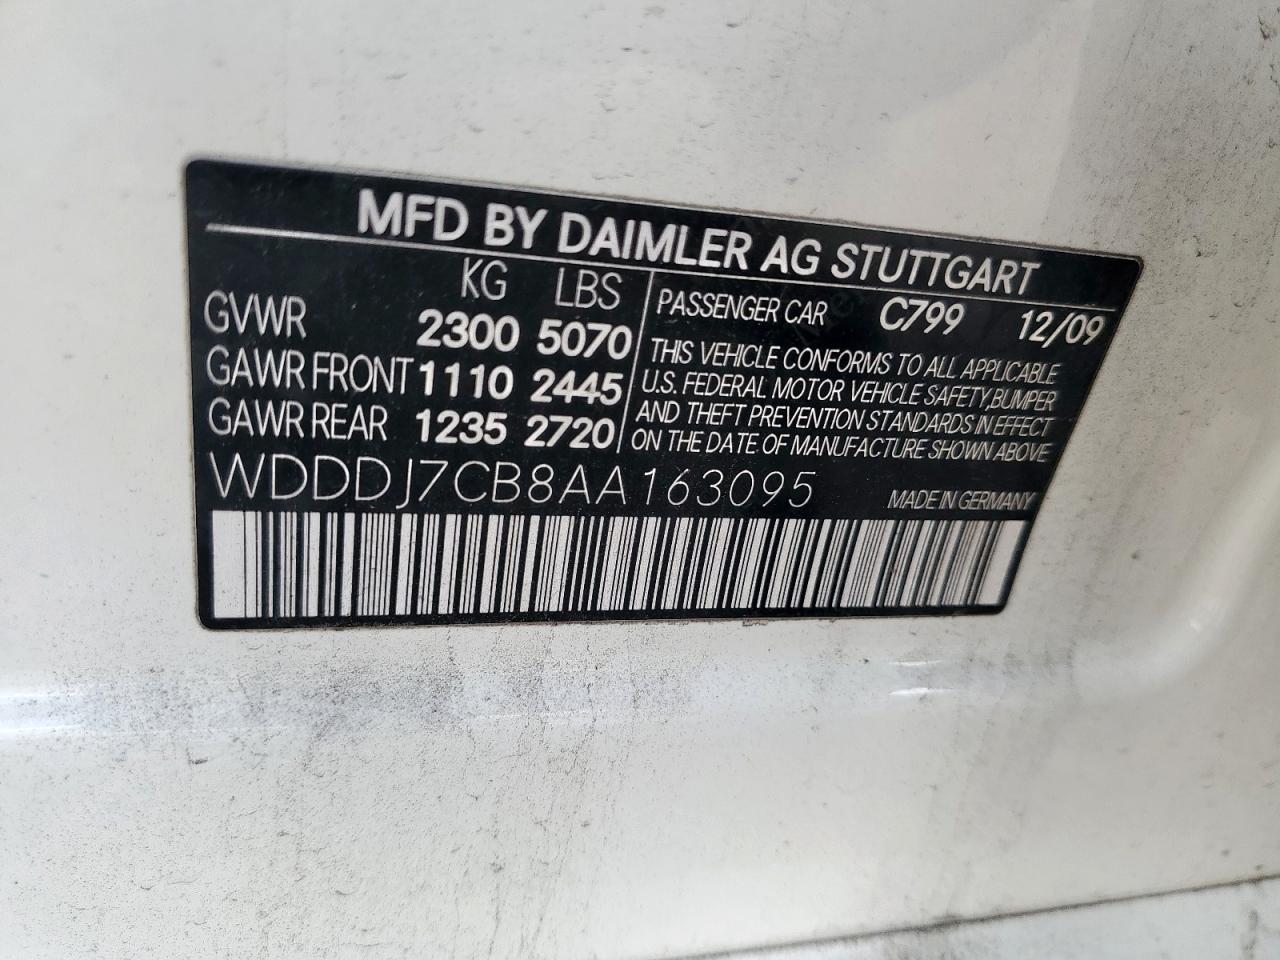 MFD BY DAIMLER AG STUTTGART
KG LBS
GVWR 2300 5070
GAWR FRONT 1110 2445
GAWR REAR 1235 2720
PASSENGER CAR C799 12/09
THIS VEHICLE CONFORMS TO ALL APPLICABLE
U.S. FEDERAL MOTOR VEHICLE SAFETY,BUMPER
AND THEFT PREVENTION STANDARDS IN EFFECT
ON THE DATE OF MANUFACTURE SHOWN ABOVE
WDDDJ7CB8AA163095 MADE IN GERMANY